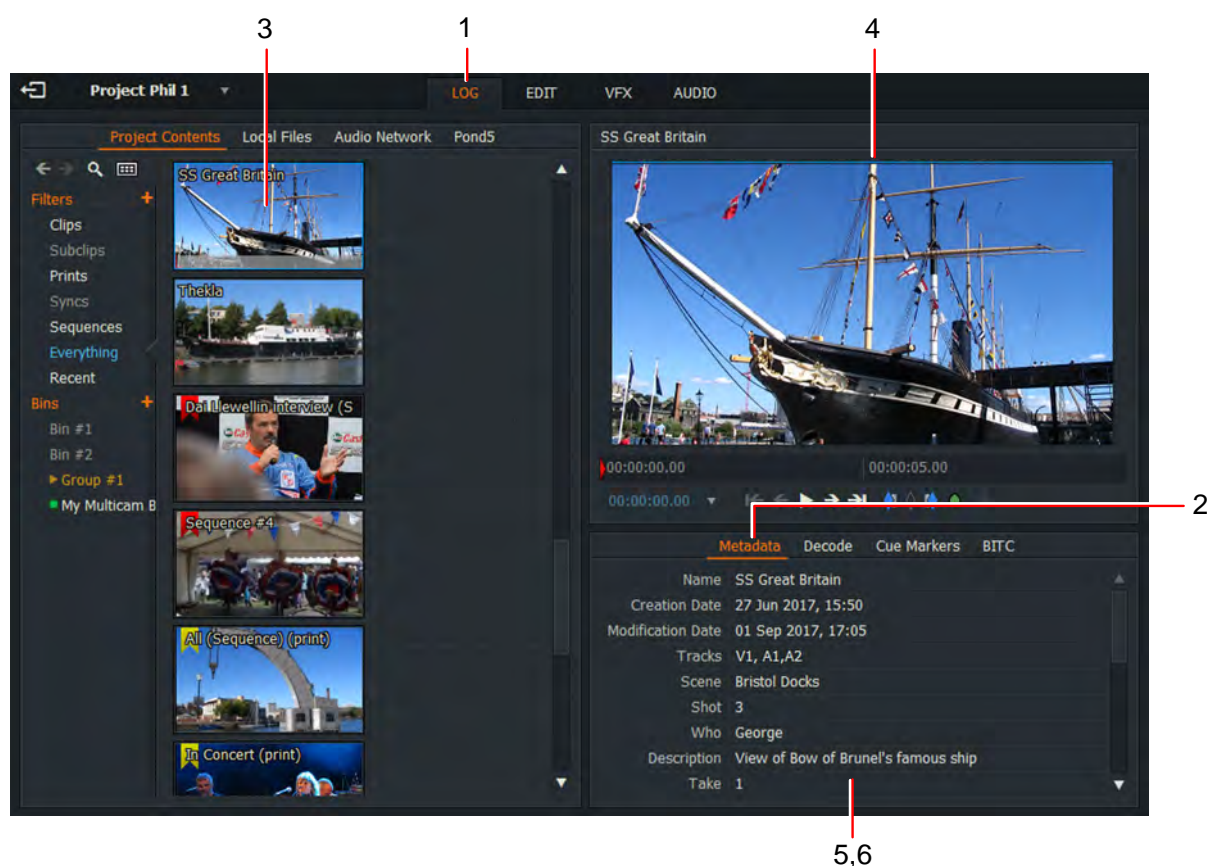 3
1
4
Project Phil 1
LOG
EDIT
VFX
AUDIO
Project Contents
Local Files
Audio Network
Pond5
SS Great Britain
Filters +
Clips
Subclips
Prints
Syncs
Sequences
Everything
Recent
Bins +
Bin #1
Bin #2
Group #1
My Multicam B
SS Great Britain
Thekla
Dai Llewellin interview (S
Sequence #4
All (Sequence) (print)
In Concert (print)
00:00:00.00
00:00:05.00
00:00:00.00
2
Metadata
Decode
Cue Markers
BITC
Name SS Great Britain
Creation Date 27 Jun 2017, 15:50
Modification Date 01 Sep 2017, 17:05
Tracks V1, A1,A2
Scene Bristol Docks
Shot 3
Who George
Description View of Bow of Brunel's famous ship
Take 1
5,6